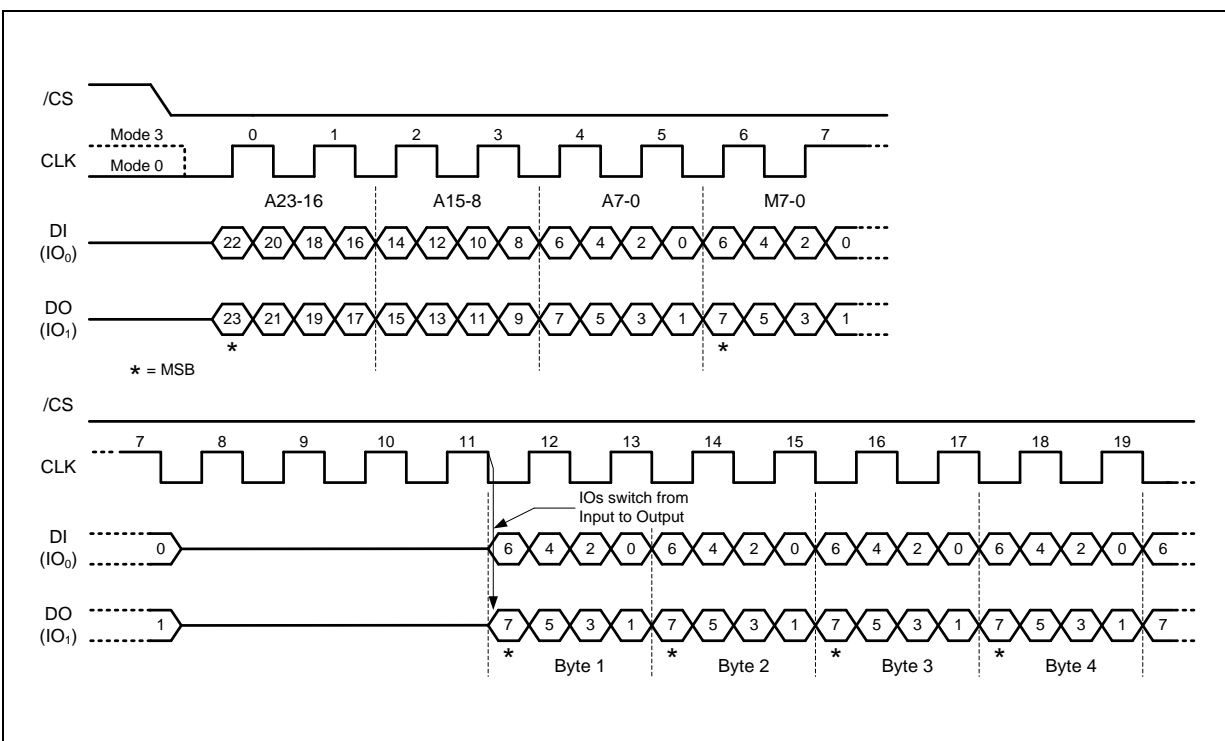 /CS
Mode 3 0 1 2 3 4 5 6 7
CLK
Mode 0
A23-16 A15-8 A7-0 M7-0
DI
(IO0) 22 20 18 16 14 12 10 8 6 4 2 0 6 4 2 0
DO
(IO1) 23 21 19 17 15 13 11 9 7 5 3 1 7 5 3 1
* *
* = MSB
/CS
7 8 9 10 11 12 13 14 15 16 17 18 19
CLK
IOs switch from
Input to Output
DI
(IO0) 0 6 4 2 0 6 4 2 0 6 4 2 0 6 4 2 0 6
DO
(IO1) 1 7 5 3 1 7 5 3 1 7 5 3 1 7 5 3 1 7
* * * *
Byte 1 Byte 2 Byte 3 Byte 4